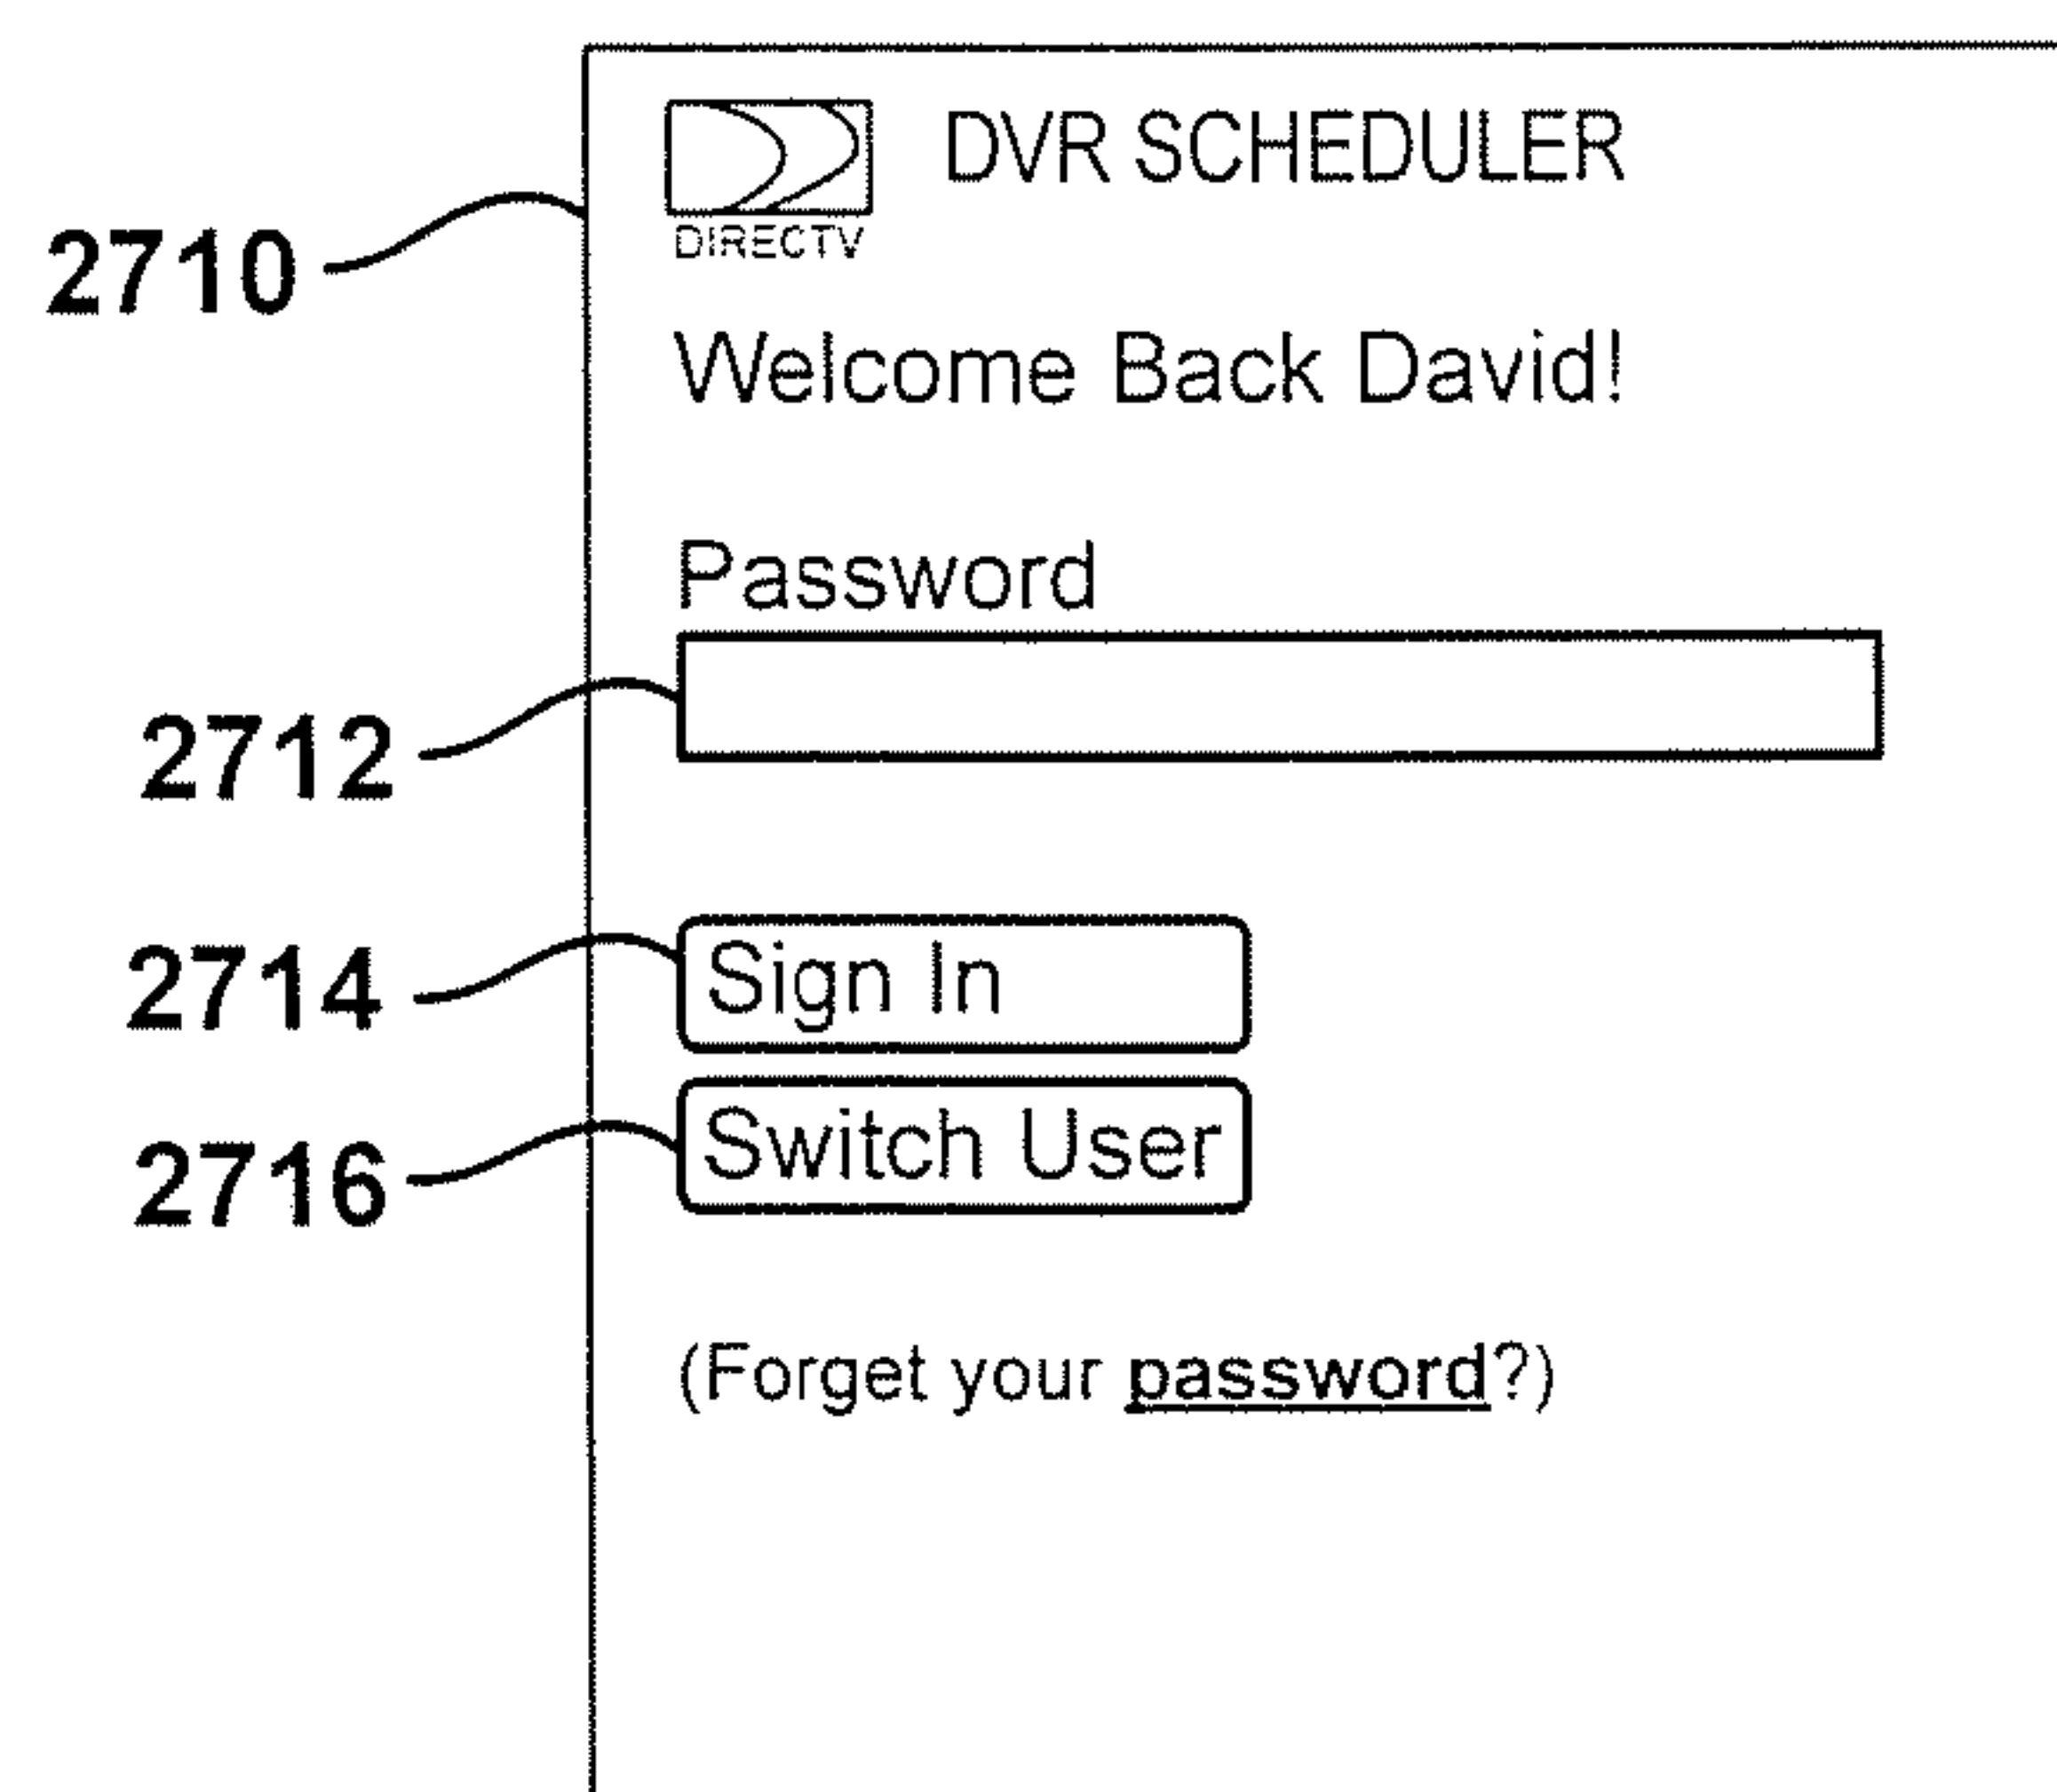 DVR SCHEDULER
DIRECTV
2710
Welcome Back David!
Password
2712
2714 Sign In
2716 Switch User
(Forget your password?)